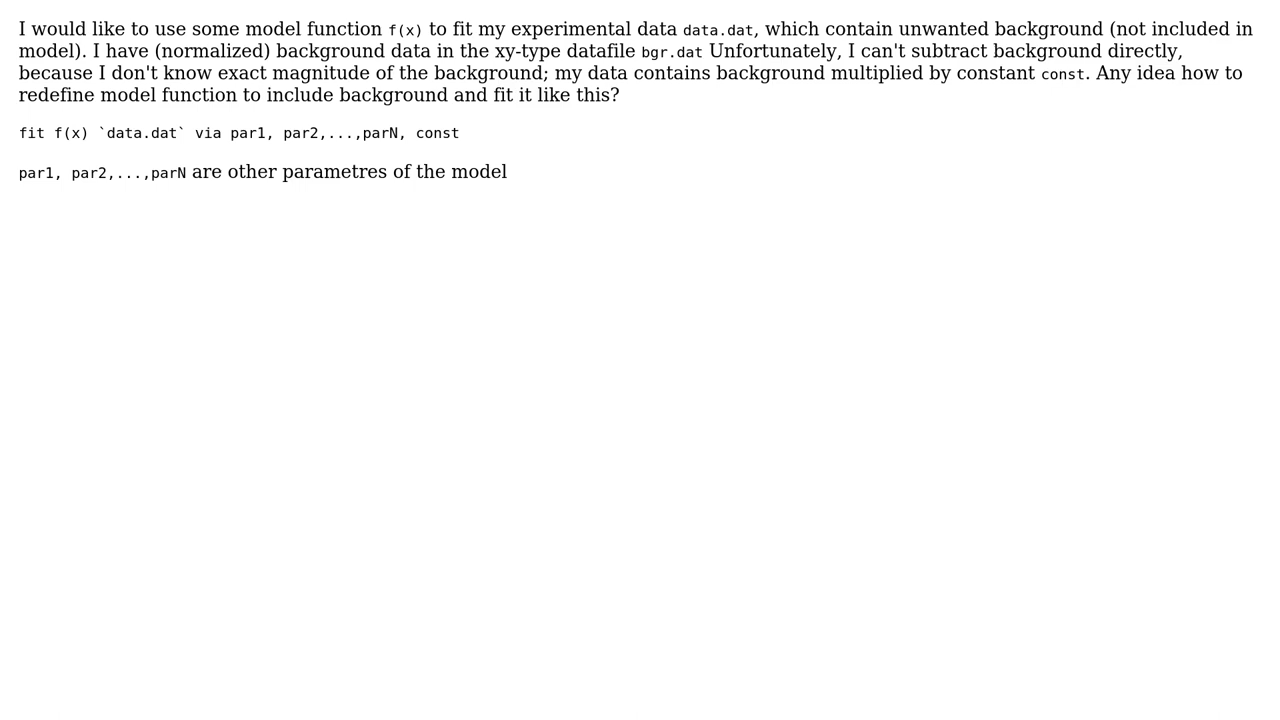 I would like to use some model function f(x) to fit my experimental data data.dat, which contain unwanted background (not included in
model). I have (normalized) background data in the xy-type datafile bgr.dat Unfortunately, I can't subtract background directly,
because I don't know exact magnitude of the background; my data contains background multiplied by constant const. Any idea how to
redefine model function to include background and fit it like this?
fit f(x) `data.dat` via par1, par2,...,parN, const
par1, par2,...,parN are other parametres of the model